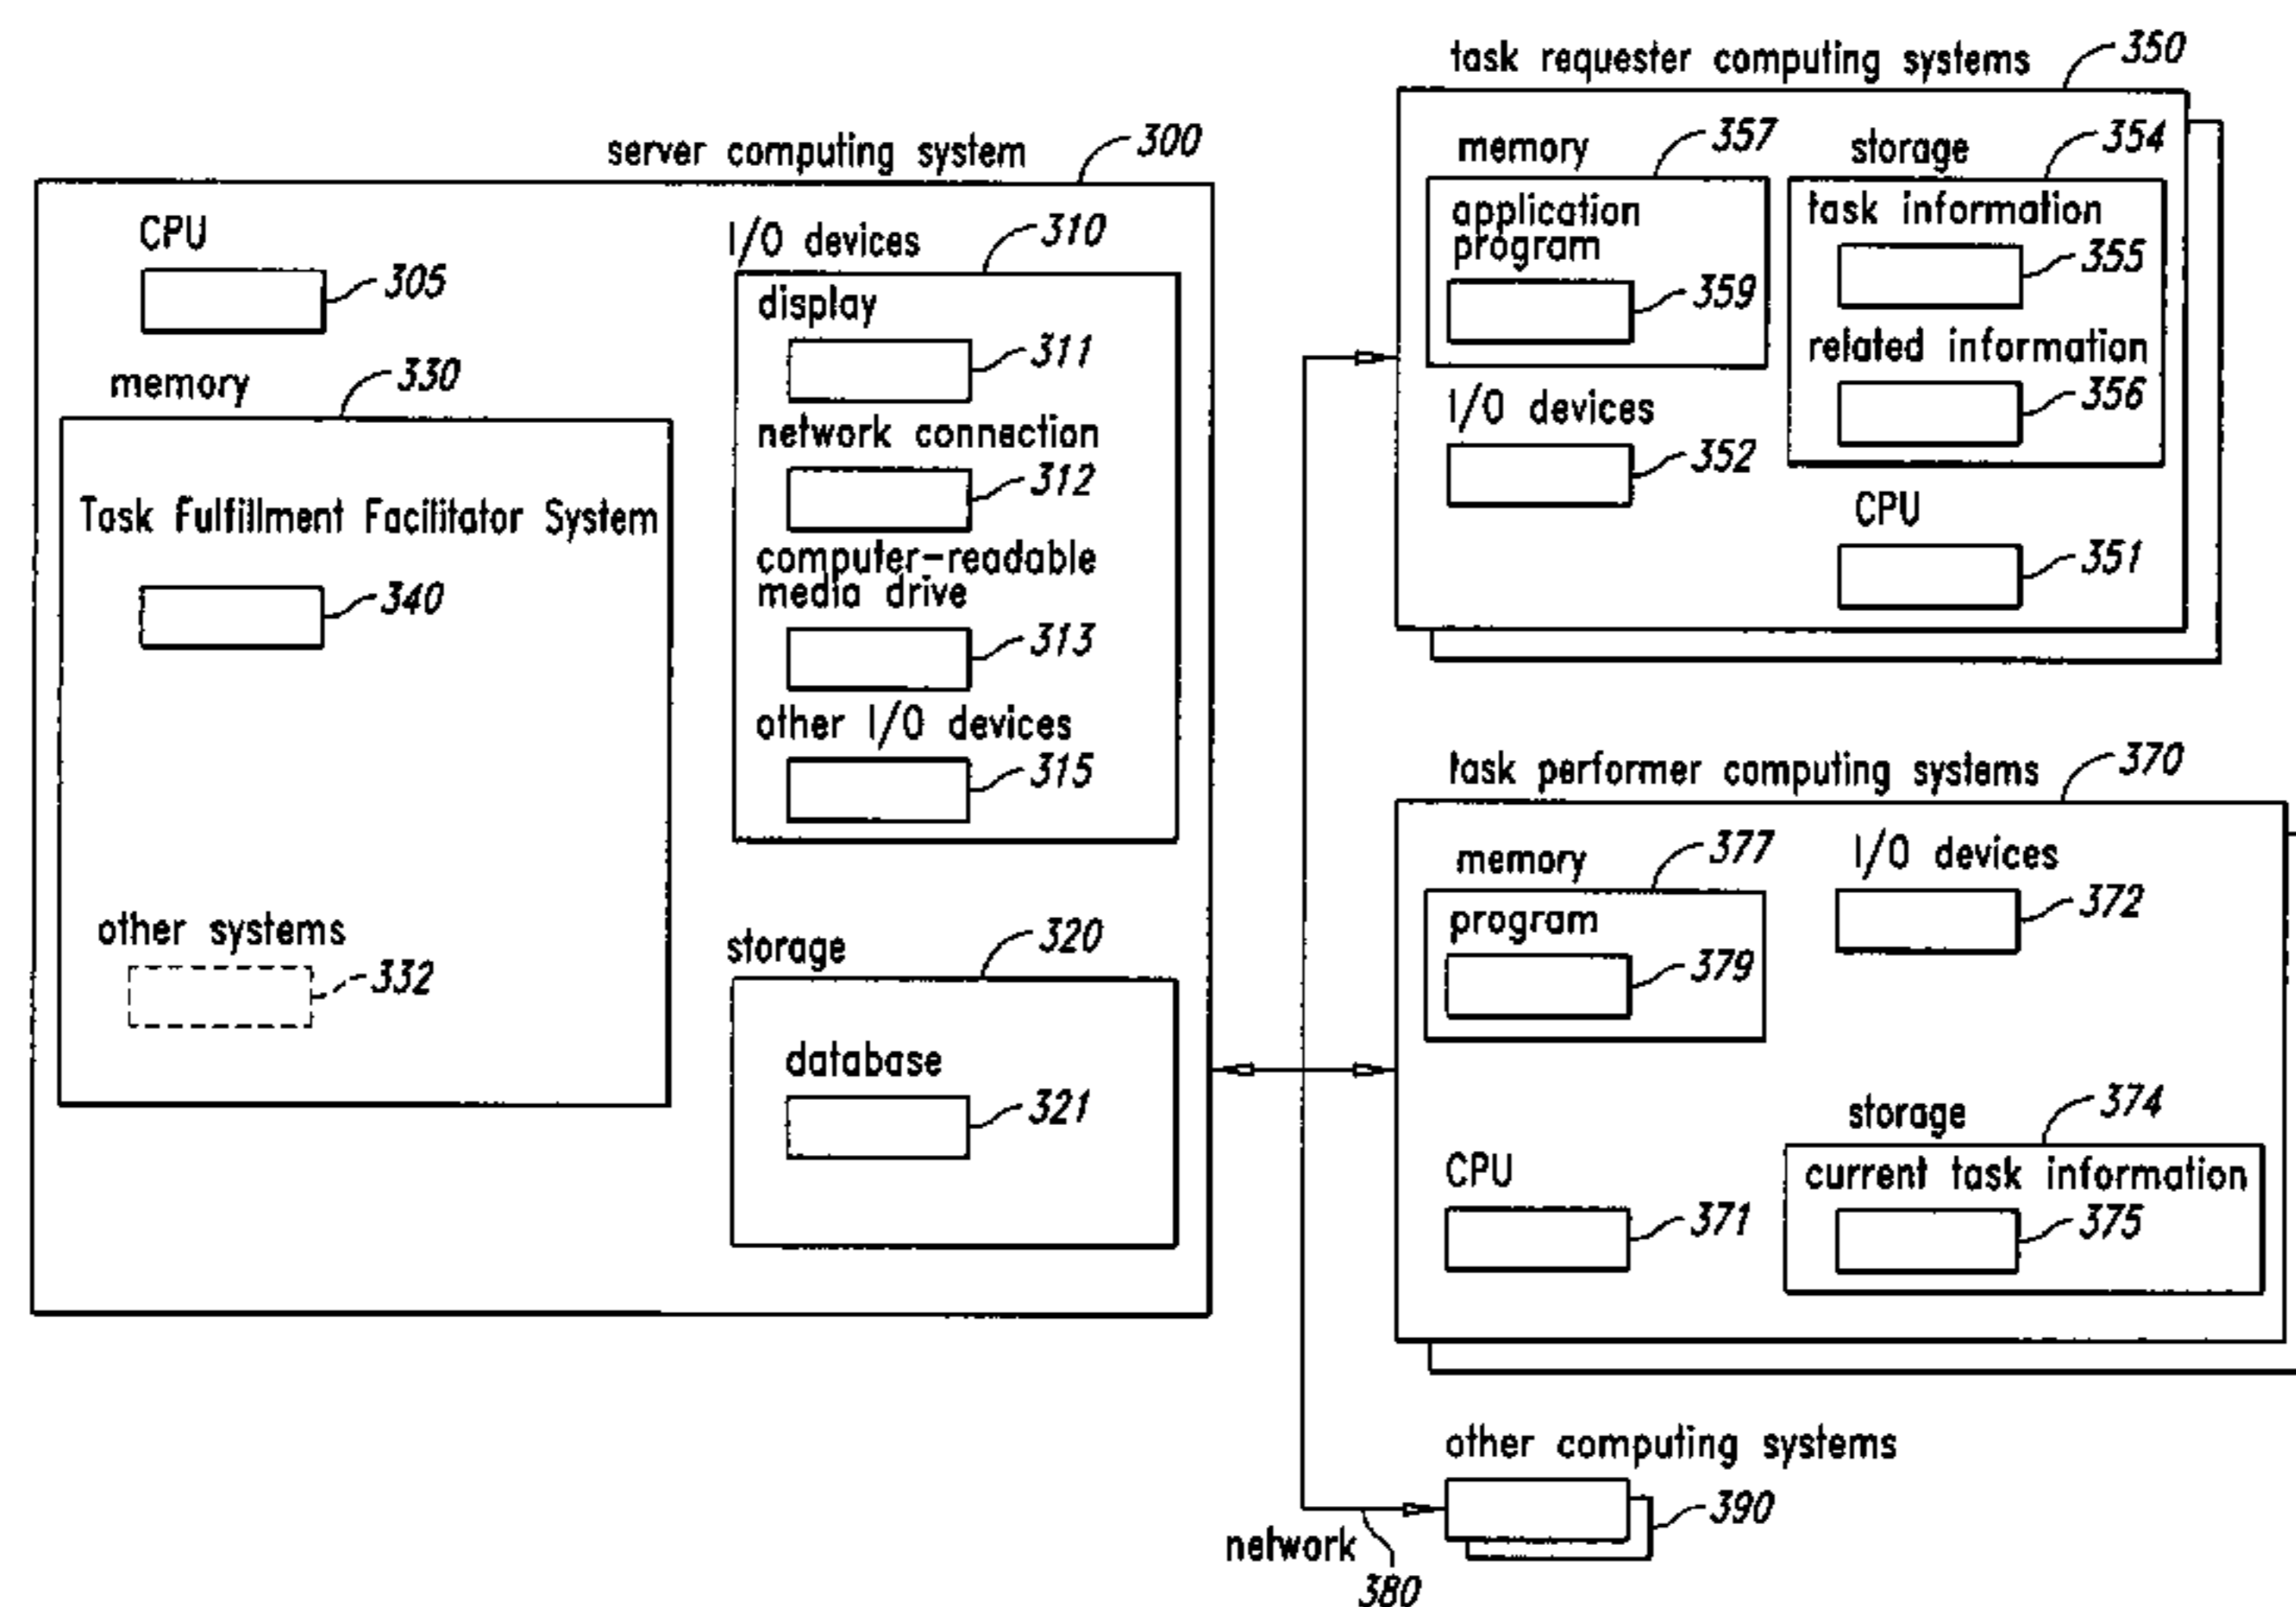 server computing system 300
CPU
305
memory 330
Task Fulfillment Facilitator System
340
other systems
332
I/O devices 310
display
311
network connection
312
computer-readable
media drive
313
other I/O devices
315
storage 320
database
321
task requester computing systems 350
memory 357
application
program
359
I/O devices
352
storage 354
task information
355
related information
356
CPU
351
task performer computing systems 370
memory 377
program
379
I/O devices
372
CPU
371
storage 374
current task information
375
other computing systems
390
network
380